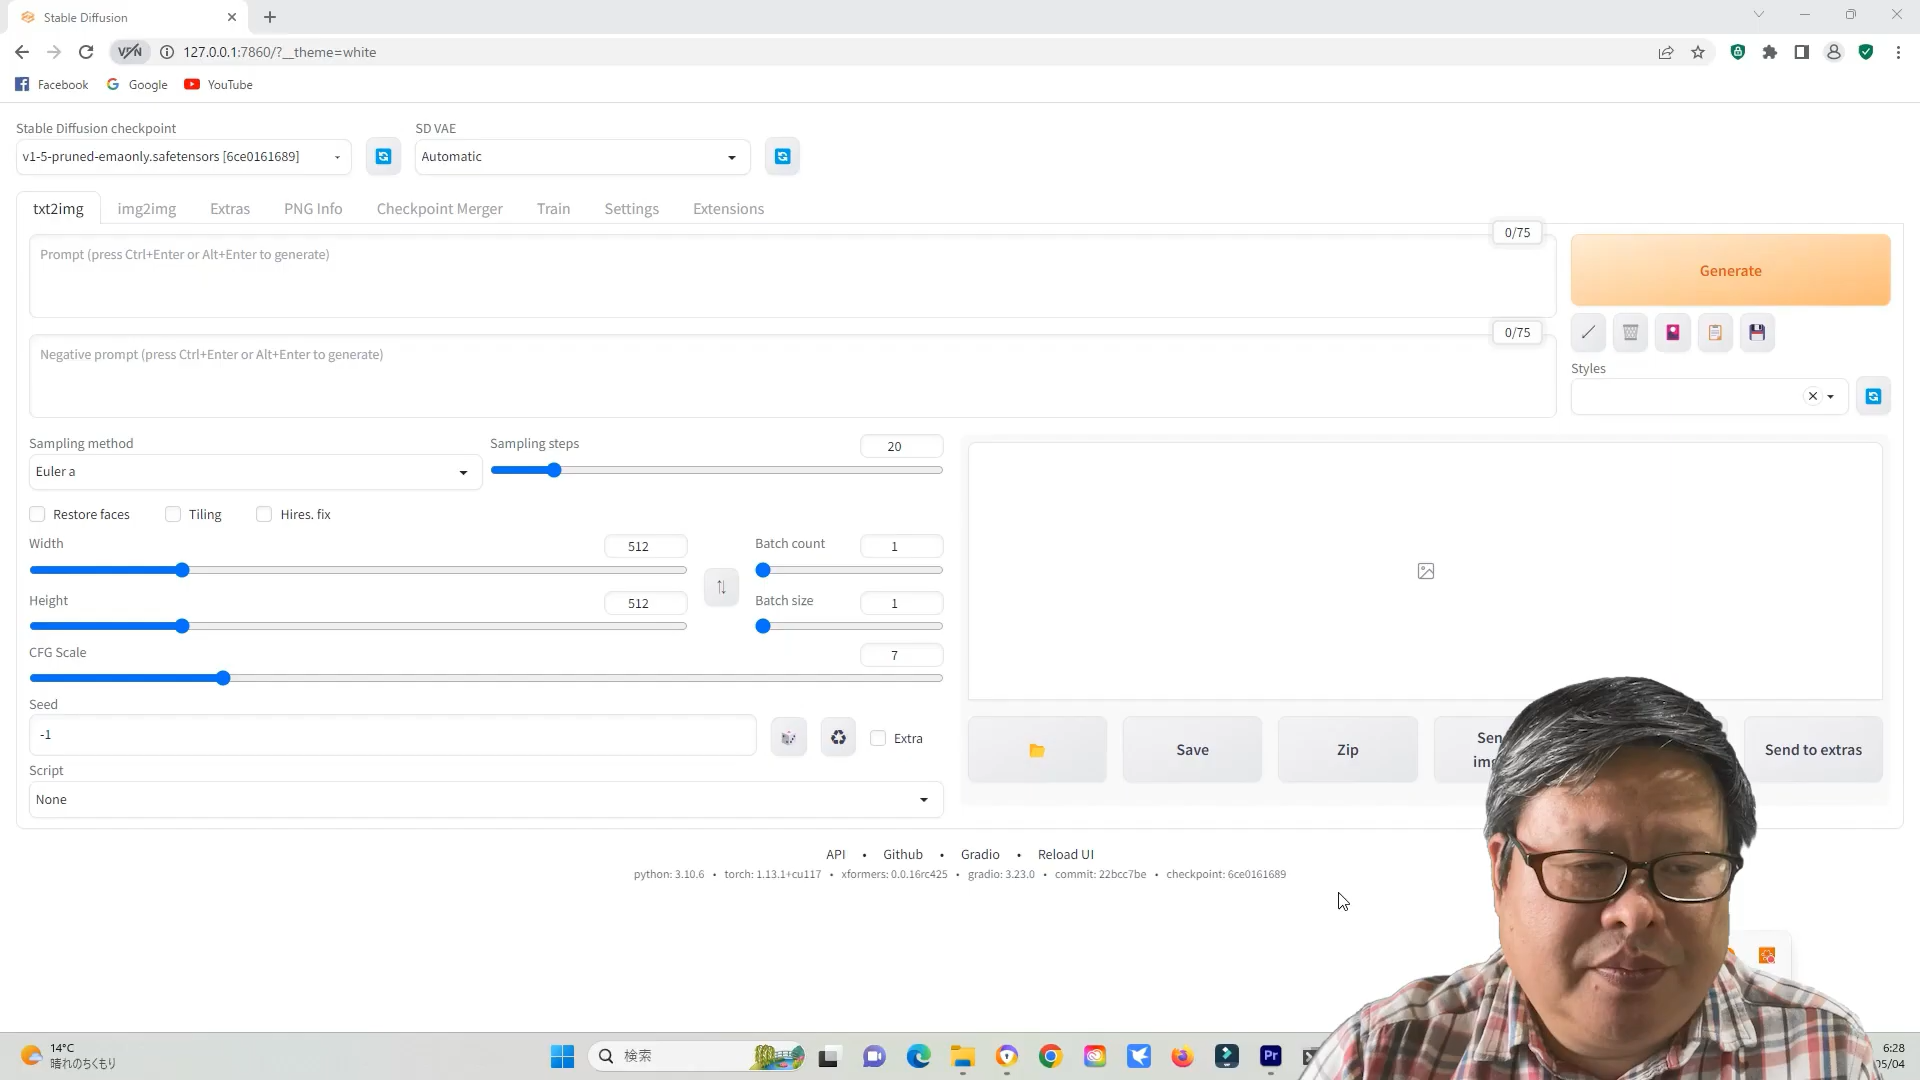 Stable Diffusion
VPN
127.0.0.1:7860/?__theme=white
Facebook
Google
YouTube
Stable Diffusion checkpoint
SD VAE
v1-5-pruned-emaonly.safetensors [6ce0161689]
Automatic
txt2img
img2img
Extras
PNG Info
Checkpoint Merger
Train
Settings
Extensions
0/75
Prompt (press Ctrl+Enter or Alt+Enter to generate)
Generate
0/75
Negative prompt (press Ctrl+Enter or Alt+Enter to generate)
Styles
Sampling method
Sampling steps
20
Euler a
Restore faces
Tiling
Hires. fix
Width
512
Batch count
1
Height
512
Batch size
1
CFG Scale
7
Seed
-1
Extra
Save
Zip
Sen
Send to extras
Script
None
API • Github • Gradio • Reload UI
python: 3.10.6 • torch: 1.13.1+cu117 • xformers: 0.0.16rc425 • gradio: 3.23.0 • commit: 22bcc7be • checkpoint: 6ce0161689
14°C
晴れのちくもり
検索
Pr
6:28
05/04